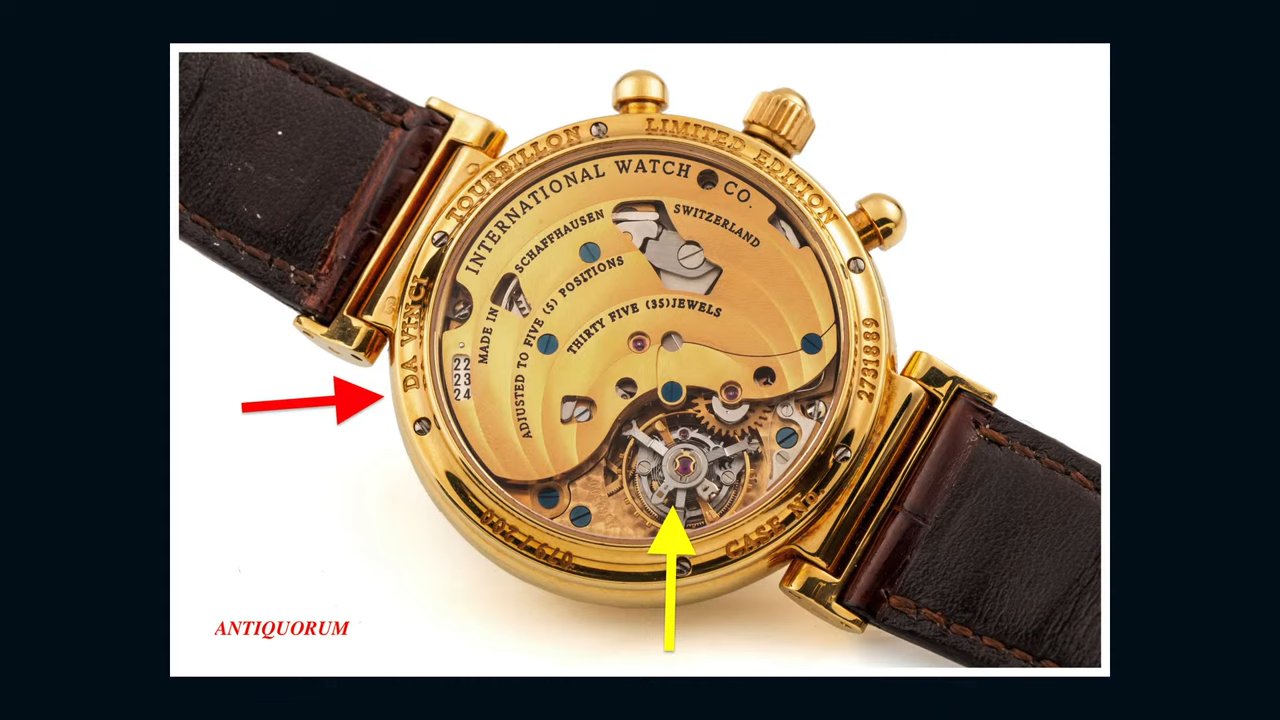 DA VINCI TOURBILLON LIMITED EDITION
INTERNATIONAL WATCH CO.
MADE IN SCHAFFHAUSEN SWITZERLAND
ADJUSTED TO FIVE (5) POSITIONS
THIRTY FIVE (35) JEWELS
22
23
24
CASE No. 2731889
ANTIQUORUM